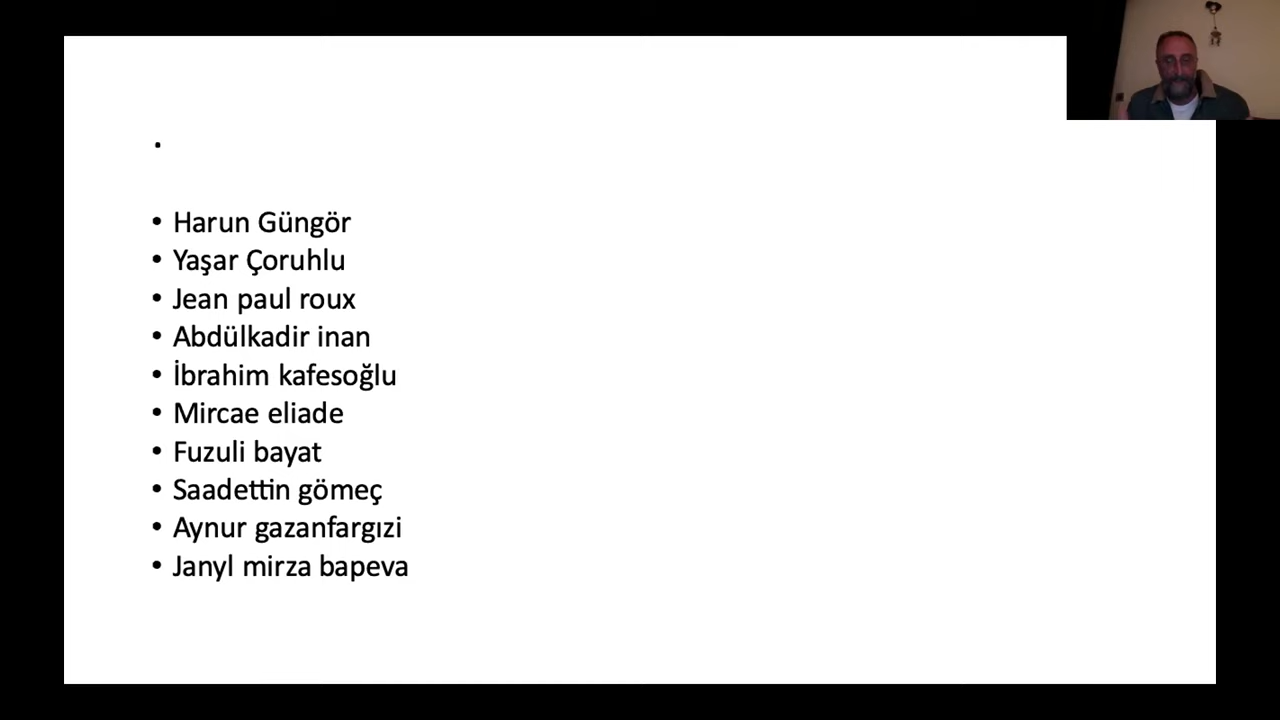 .
• Harun Güngör
• Yaşar Çoruhlu
• Jean paul roux
• Abdülkadir inan
• İbrahim kafesoğlu
• Mircae eliade
• Fuzuli bayat
• Saadettin gömeç
• Aynur gazanfargızi
• Janyl mirza bapeva